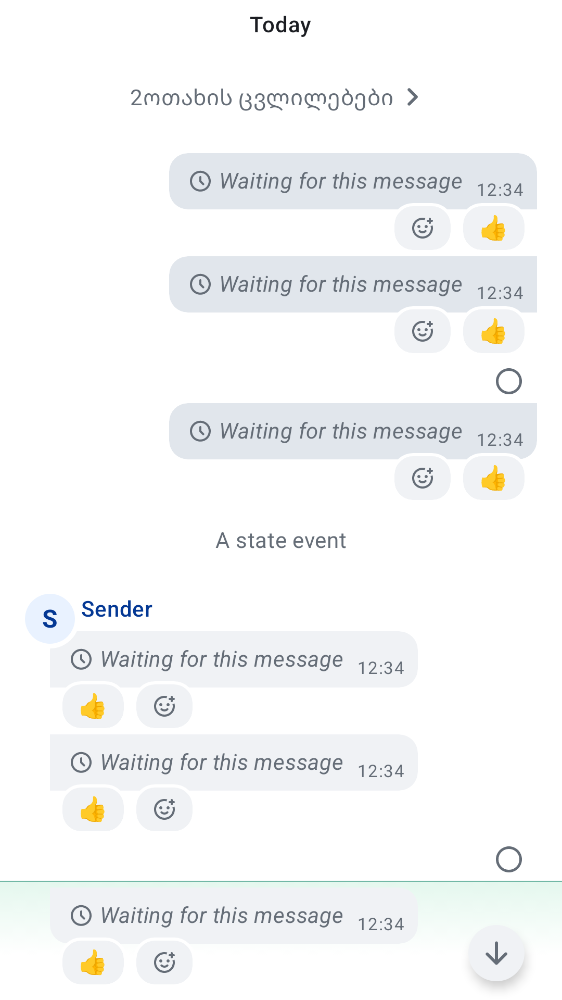 Today
2ოთახის ცვლილებები
Waiting for this message 12:34
👍
Waiting for this message 12:34
👍
Waiting for this message 12:34
👍
A state event
S Sender
Waiting for this message 12:34
👍
Waiting for this message 12:34
👍
Waiting for this message 12:34
👍